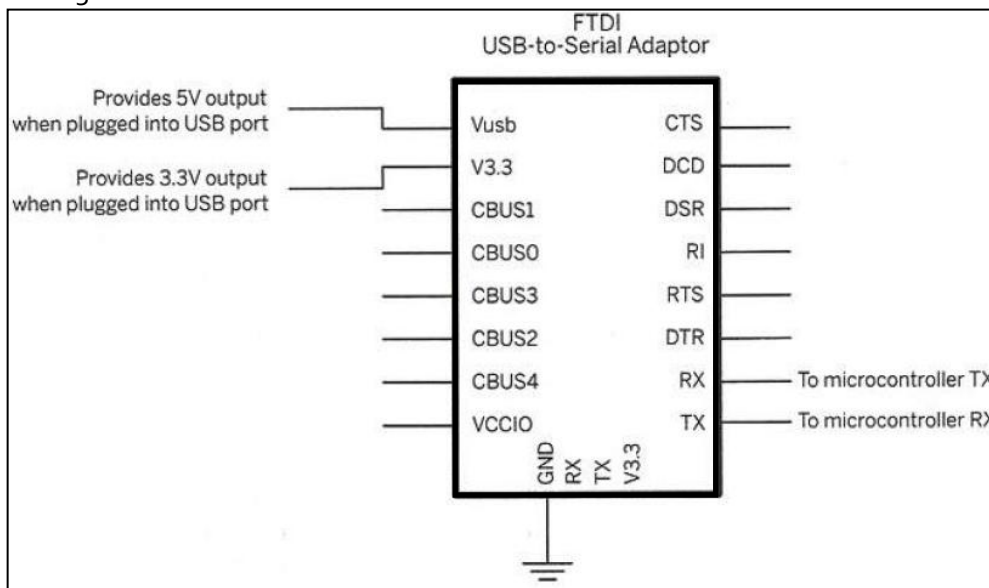 FTDI
USB-to-Serial Adaptor
Provides 5V output
when plugged into USB port
Provides 3.3V output
when plugged into USB port
Vusb
V3.3
CBUS1
CBUS0
CBUS3
CBUS2
CBUS4
VCCIO
CTS
DCD
DSR
RI
RTS
DTR
RX
TX
To microcontroller TX
To microcontroller RX
GND
RX
TX
V3.3